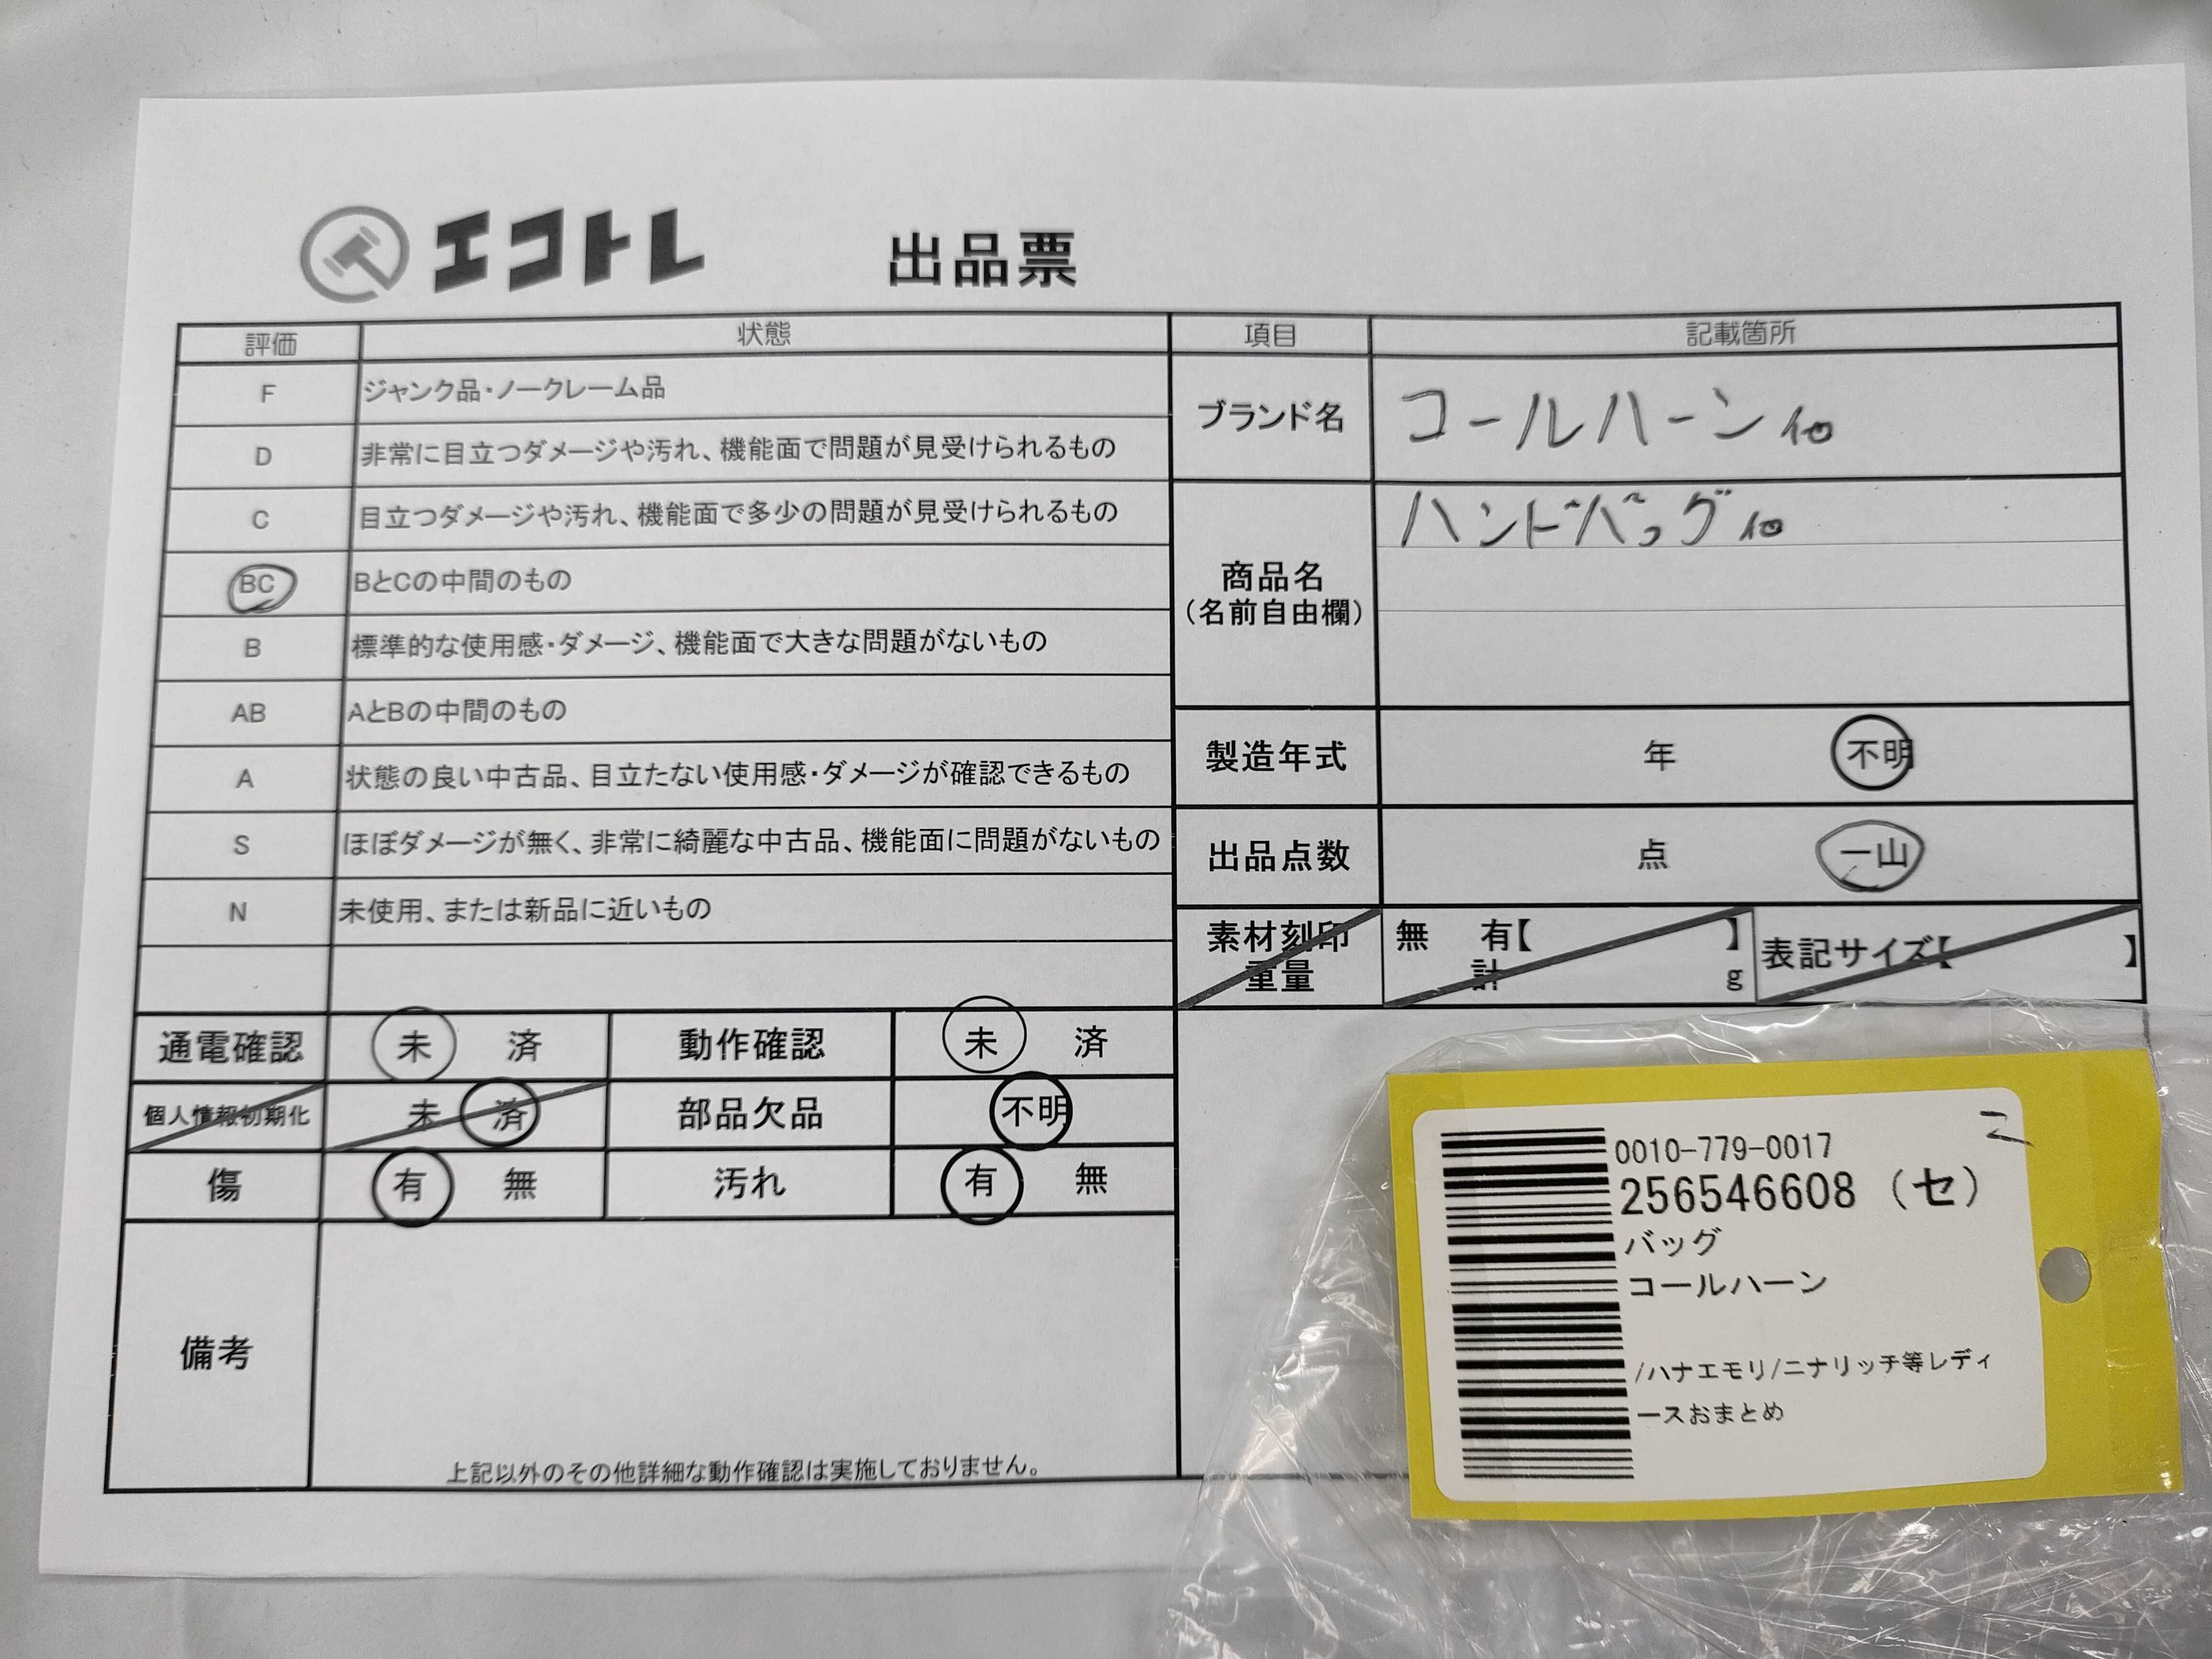 エコトレ
出品票
評価 状態 項目 記載箇所
F ジャンク品・ノークレーム品
D 非常に目立つダメージや汚れ、機能面で問題が見受けられるもの
C 目立つダメージや汚れ、機能面で多少の問題が見受けられるもの
BC BとCの中間のもの
B 標準的な使用感・ダメージ、機能面で大きな問題がないもの
AB AとBの中間のもの
A 状態の良い中古品、目立たない使用感・ダメージが確認できるもの
S ほぼダメージが無く、非常に綺麗な中古品、機能面に問題がないもの
N 未使用、または新品に近いもの
ブランド名 コールハーン他
商品名
(名前自由欄)
ハンドバッグ他
製造年式 年 不明
出品点数 点 一山
素材刻印 無 有【 】 表記サイズ【 】
重量 計 g
通電確認 未 済 動作確認 未 済
個人情報初期化 未 済 部品欠品 不明
傷 有 無 汚れ 有 無
備考
上記以外のその他詳細な動作確認は実施しておりません。
0010-779-0017
256546608 (セ)
バッグ
コールハーン
/ハナエモリ/ニナリッチ等レディ
ースおまとめ